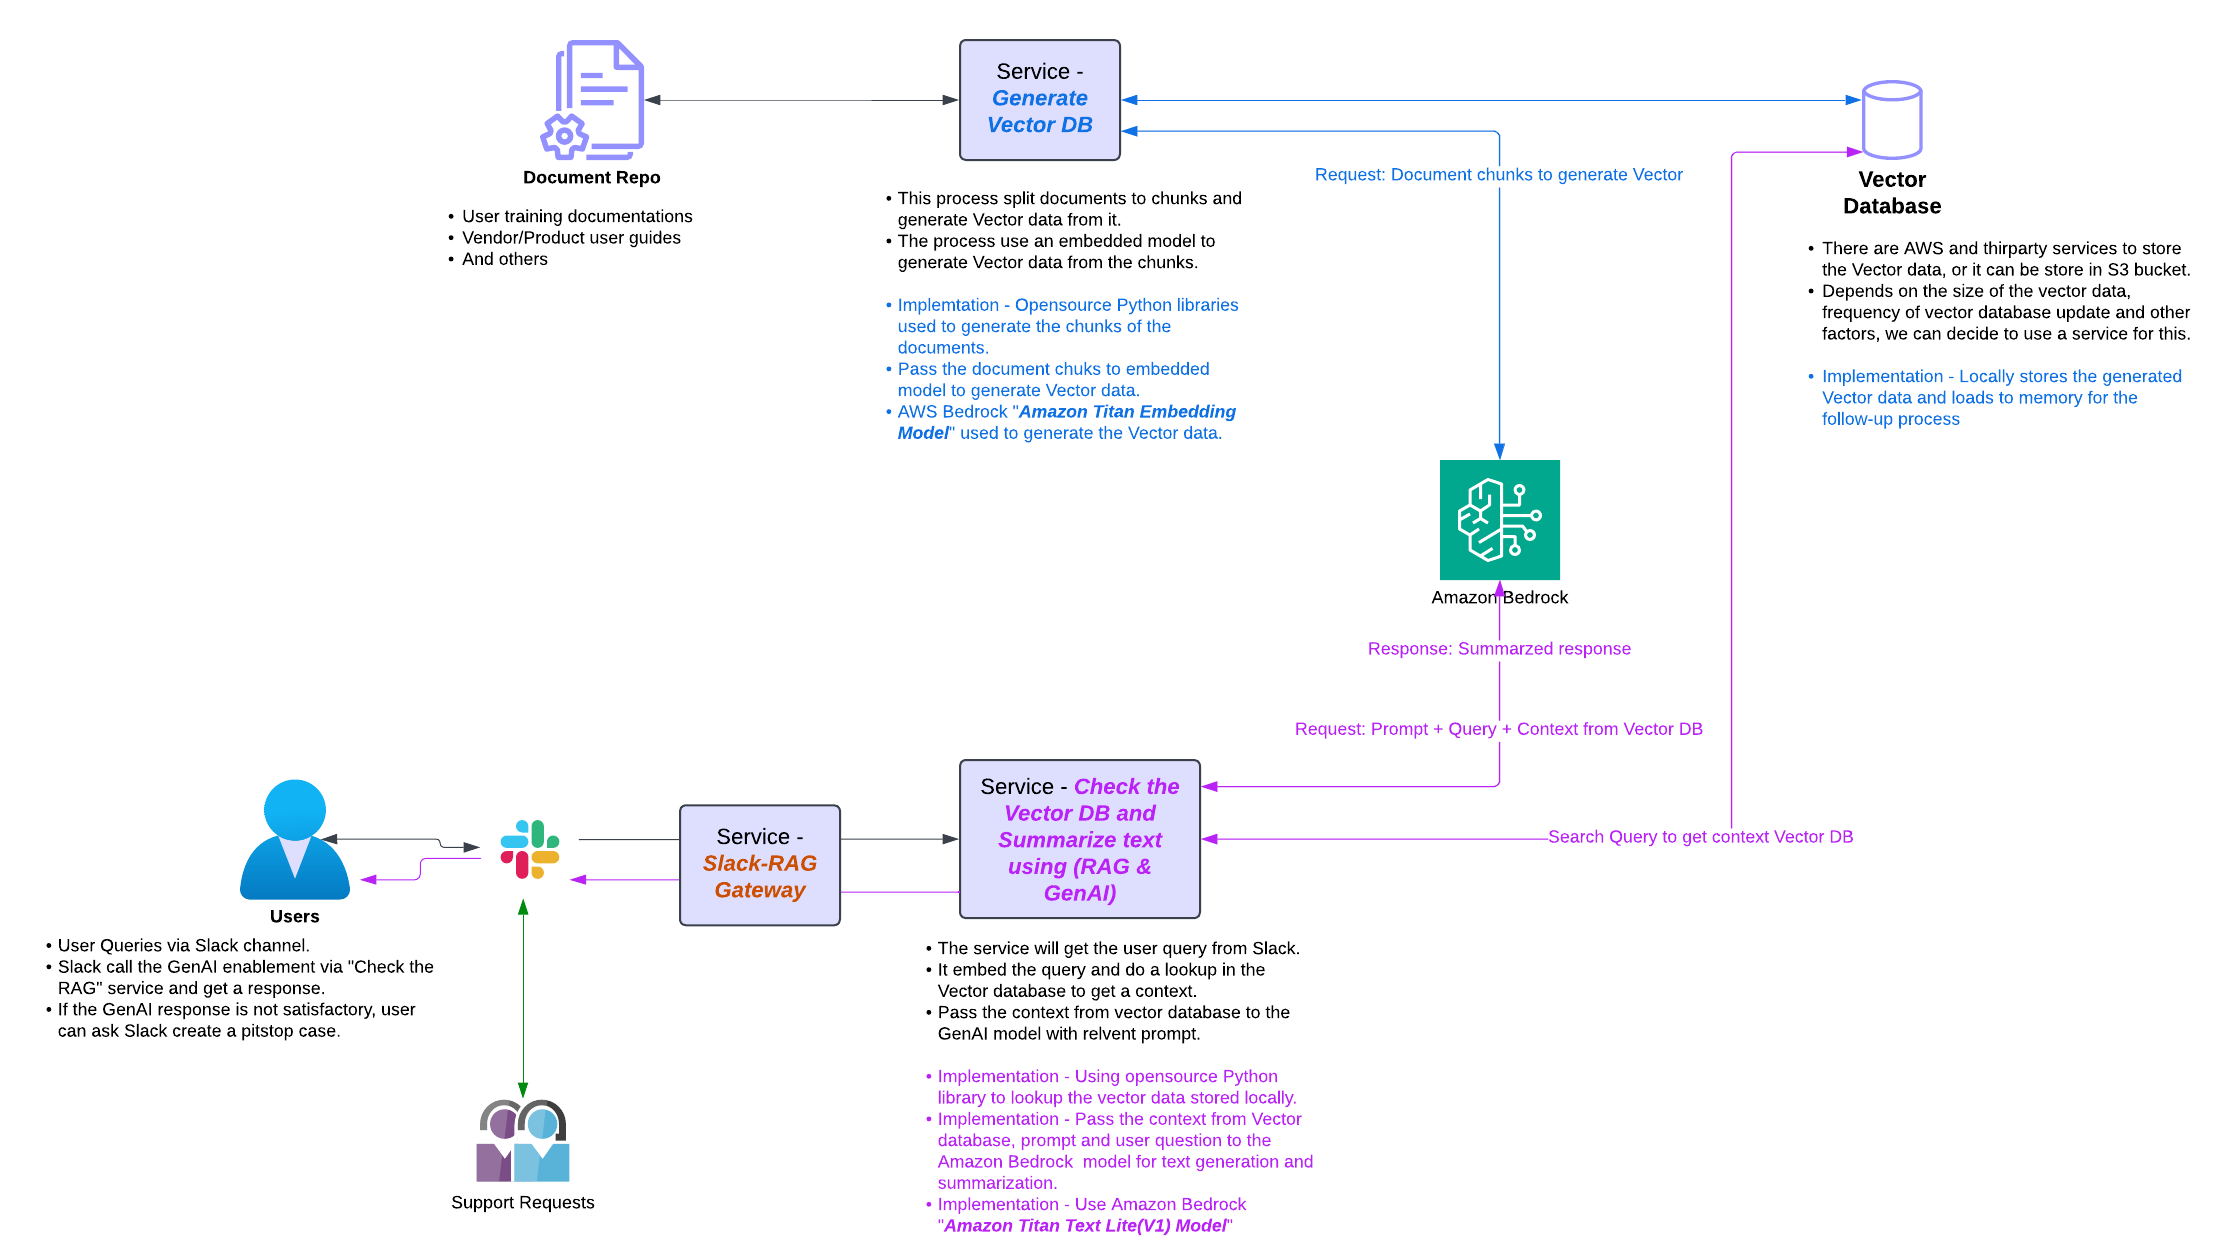 Service -
Generate
Vector DB
Document Repo
• User training documentations
• Vendor/Product user guides
• And others
• This process split documents to chunks and
generate Vector data from it.
• The process use an embedded model to
generate Vector data from the chunks.
• Implemtation - Opensource Python libraries
used to generate the chunks of the
documents.
• Pass the document chuks to embedded
model to generate Vector data.
• AWS Bedrock "Amazon Titan Embedding
Model" used to generate the Vector data.
Request: Document chunks to generate Vector
Vector
Database
• There are AWS and thirparty services to store
the Vector data, or it can be store in S3 bucket.
• Depends on the size of the vector data,
frequency of vector database update and other
factors, we can decide to use a service for this.
• Implementation - Locally stores the generated
Vector data and loads to memory for the
follow-up process
Amazon Bedrock
Response: Summarzed response
Request: Prompt + Query + Context from Vector DB
Search Query to get context Vector DB
Service - Check the
Vector DB and
Summarize text
using (RAG &
GenAI)
Service -
Slack-RAG
Gateway
Users
• User Queries via Slack channel.
• Slack call the GenAI enablement via "Check the
RAG" service and get a response.
• If the GenAI response is not satisfactory, user
can ask Slack create a pitstop case.
• The service will get the user query from Slack.
• It embed the query and do a lookup in the
Vector database to get a context.
• Pass the context from vector database to the
GenAI model with relvent prompt.
• Implementation - Using opensource Python
library to lookup the vector data stored locally.
• Implementation - Pass the context from Vector
database, prompt and user question to the
Amazon Bedrock  model for text generation and
summarization.
• Implementation - Use Amazon Bedrock
"Amazon Titan Text Lite(V1) Model"
Support Requests